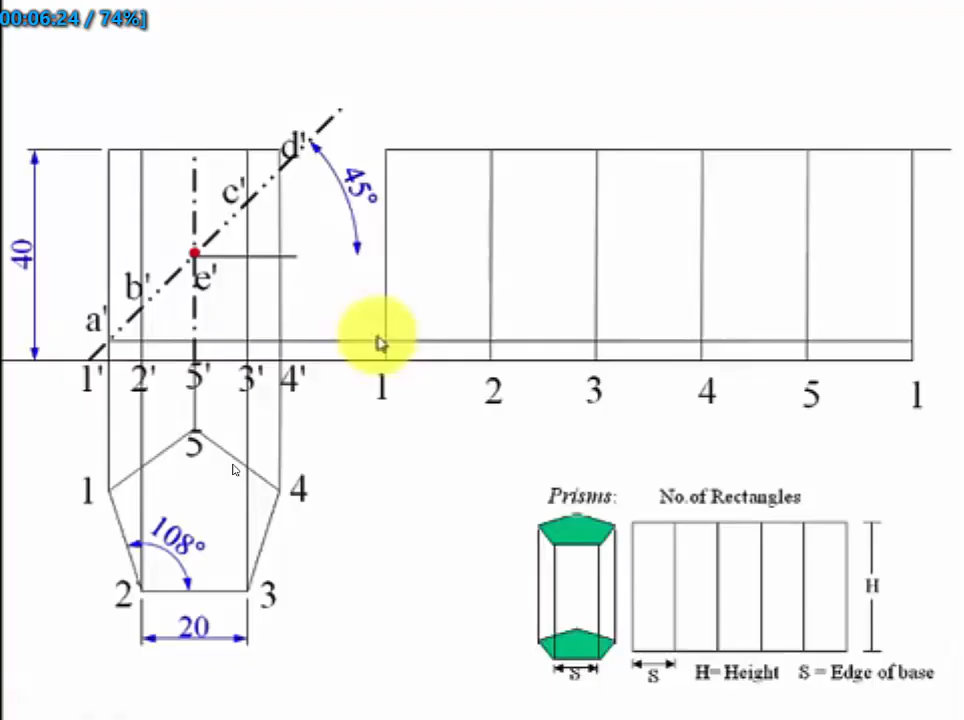 00:06:24 / 74%]
d'
45°
c'
40
e'
b'
a'
1' 2' 5' 3' 4'
1 2 3 4 5 1
5
1 4
108°
2 3
20
Prisms: No.of Rectangles
H
S S H= Height S = Edge of base